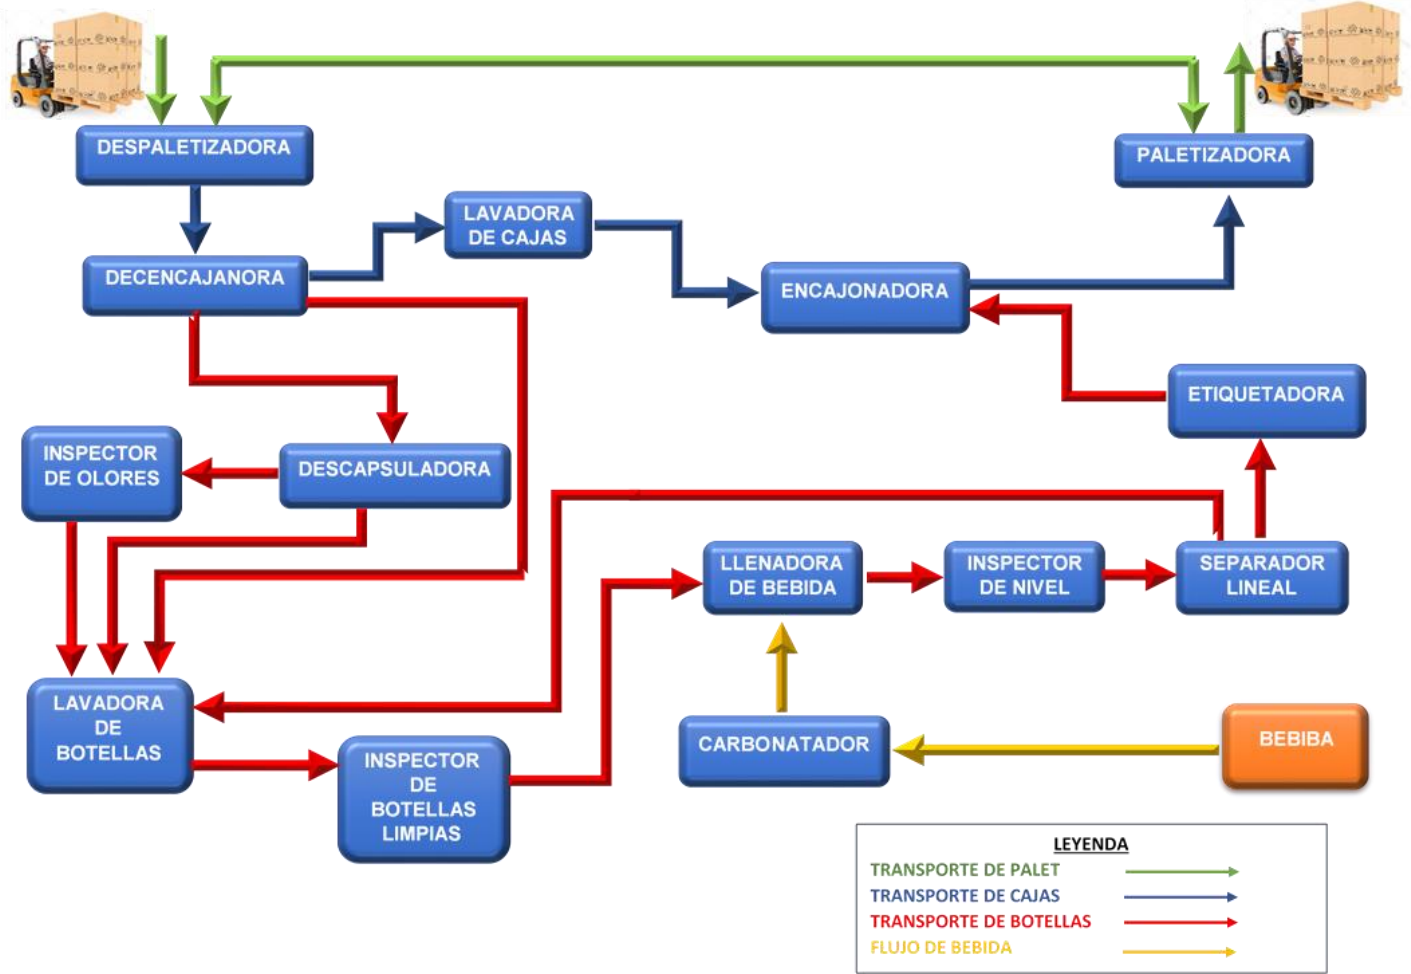 DESPALETIZADORA
PALETIZADORA
LAVADORA
DE CAJAS
DECENCAJANORA
ENCAJONADORA
ETIQUETADORA
INSPECTOR
DE OLORES
DESCAPSULADORA
LLENADORA
DE BEBIDA
INSPECTOR
DE NIVEL
SEPARADOR
LINEAL
LAVADORA
DE
BOTELLAS
INSPECTOR
DE
BOTELLAS
LIMPIAS
CARBONATADOR
BEBIBA
LEYENDA
TRANSPORTE DE PALET
TRANSPORTE DE CAJAS
TRANSPORTE DE BOTELLAS
FLUJO DE BEBIDA